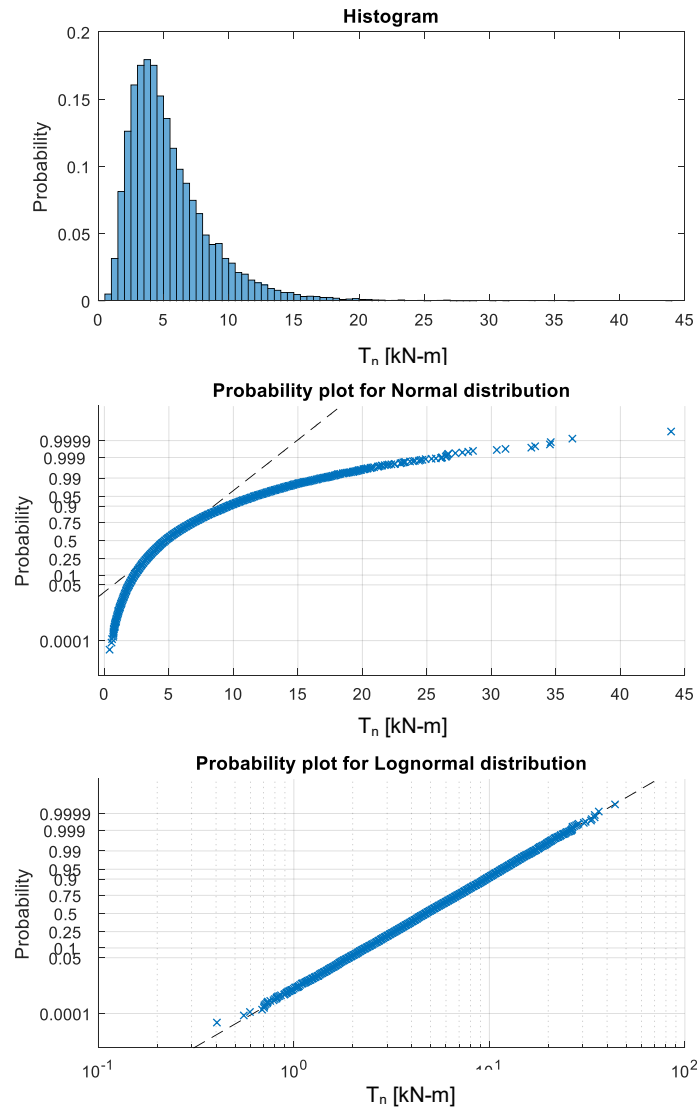 Histogram
0.2
0.15
0.1
0.05
0
Probability
0 5 10 15 20 25 30 35 40 45
Tₙ [kN-m]
Probability plot for Normal distribution
0.9999
0.999
0.99
0.95
0.9
0.75
0.5
0.25
0.1
0.05
0.0001
Probability
0 5 10 15 20 25 30 35 40 45
Tₙ [kN-m]
Probability plot for Lognormal distribution
0.9999
0.999
0.99
0.95
0.9
0.75
0.5
0.25
0.1
0.05
0.0001
Probability
10⁻¹ 10⁰ 10¹ 10²
Tₙ [kN-m]